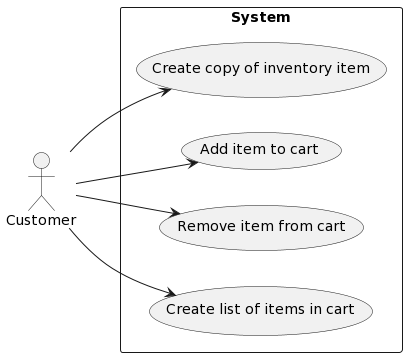 System
Create copy of inventory item
Add item to cart
Customer
Remove item from cart
Create list of items in cart